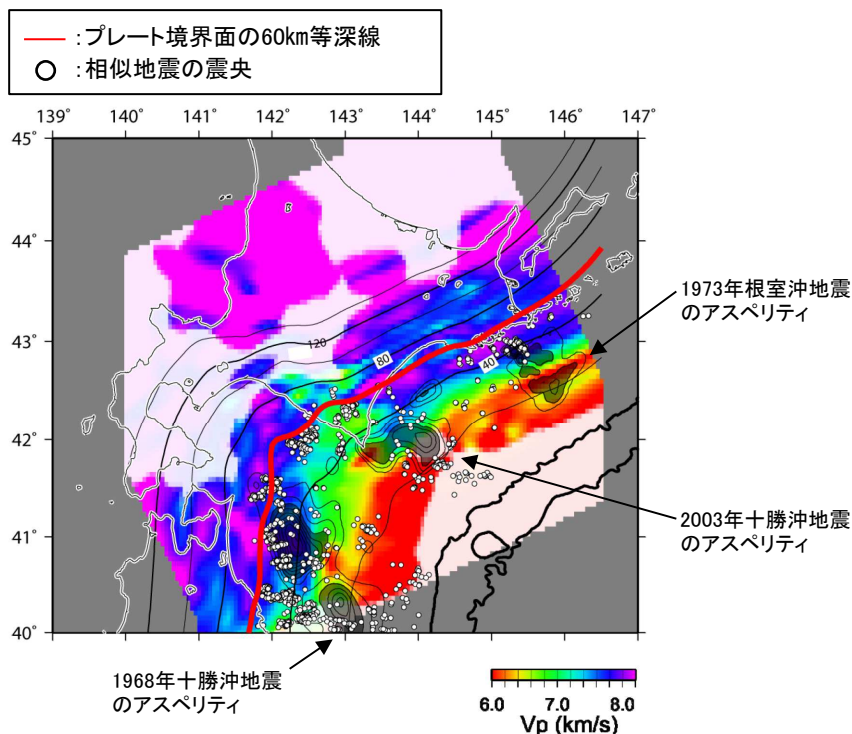 ：プレート境界面の60km等深線
：相似地震の震央
139° 140° 141° 142° 143° 144° 145° 146° 147°
45°
44°
43°
42°
41°
40°
120
80
40
1973年根室沖地震
のアスペリティ
2003年十勝沖地震
のアスペリティ
1968年十勝沖地震
のアスペリティ
6.0 7.0 8.0
Vp (km/s)